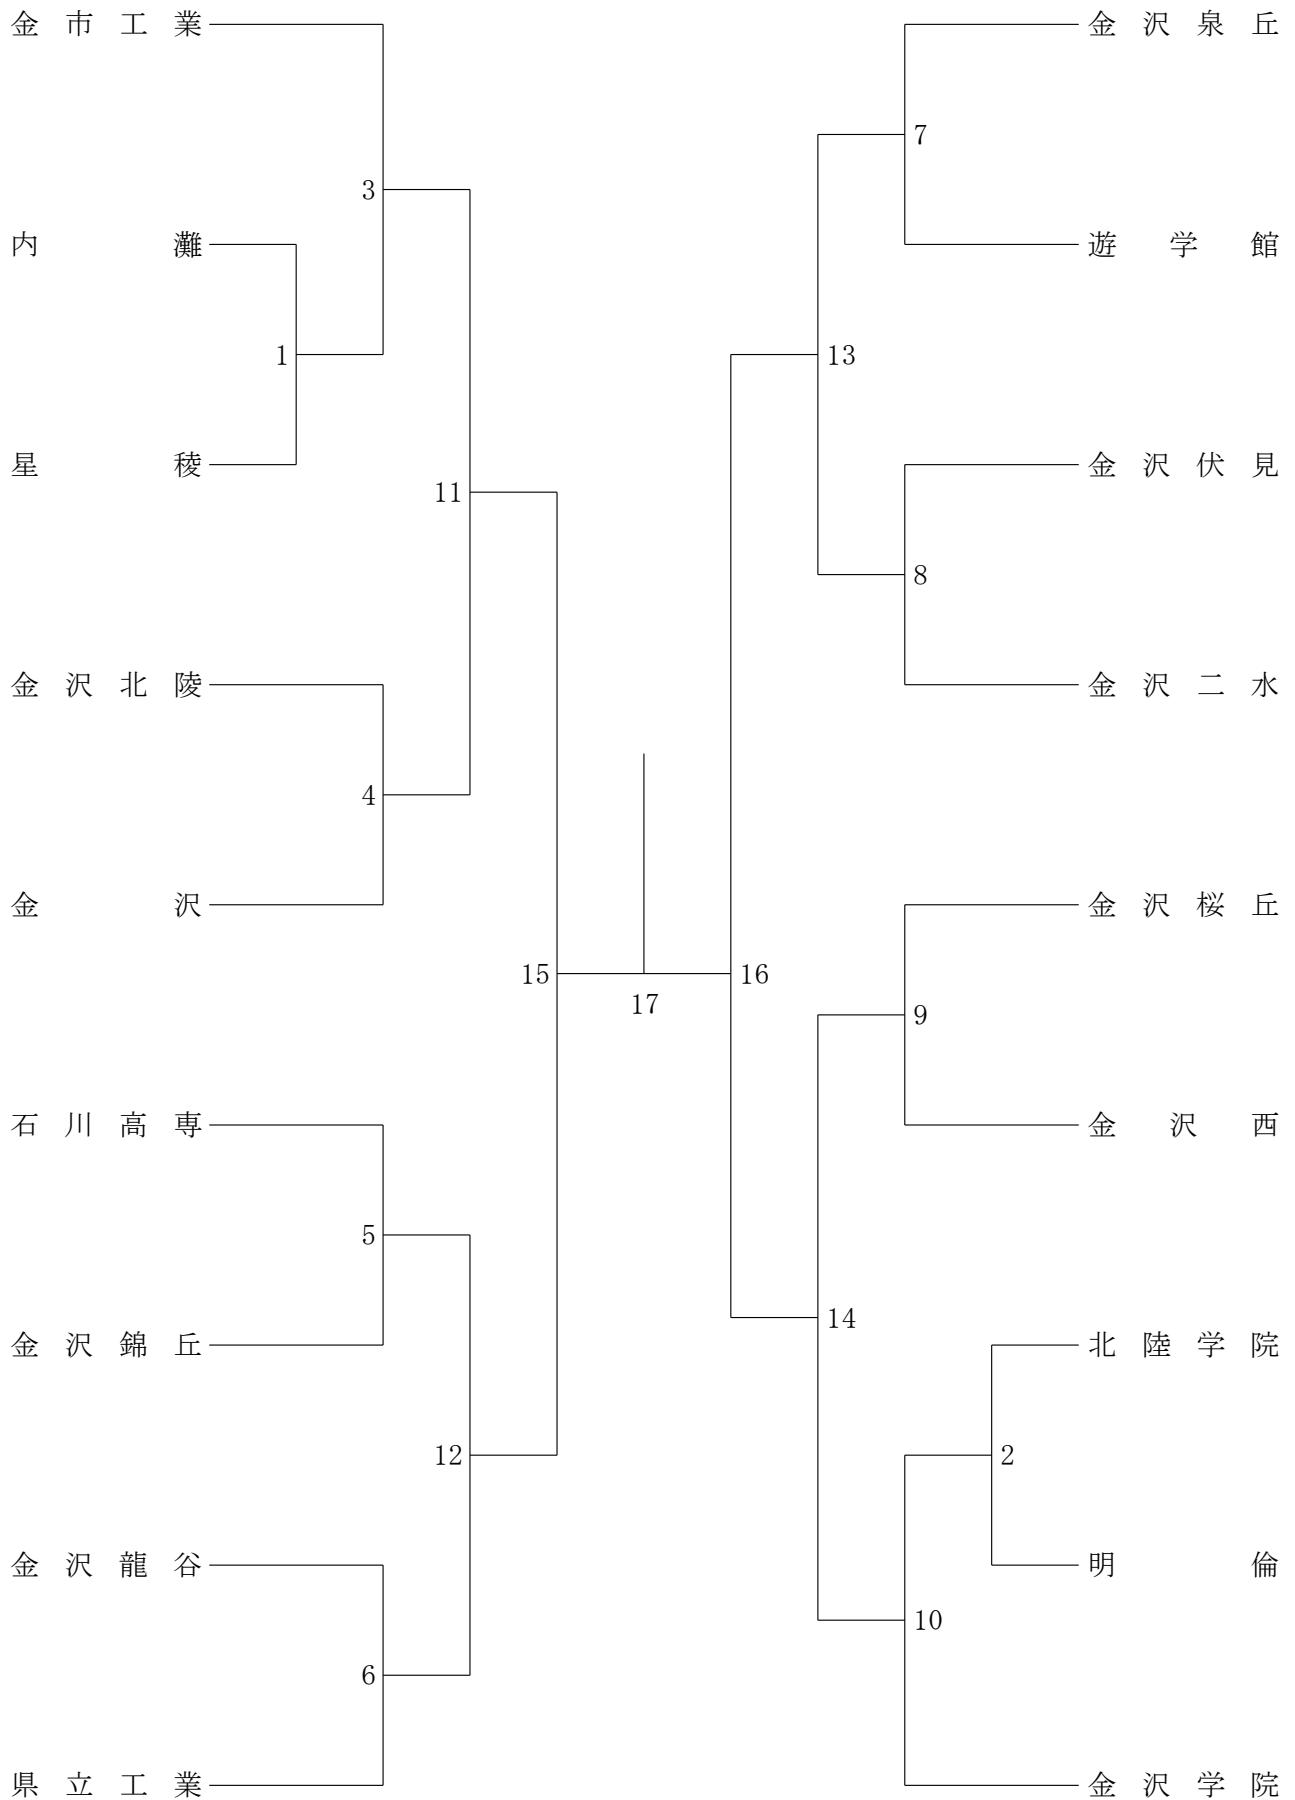 金市工業
内灘
星稜
金沢北陵
金沢
石川高専
金沢錦丘
金沢龍谷
県立工業
1
3
4
5
6
11
12
15
17
16
13
14
7
8
9
10
2
金沢泉丘
遊学館
金沢伏見
金沢二水
金沢桜丘
金沢西
北陸学院
明倫
金沢学院